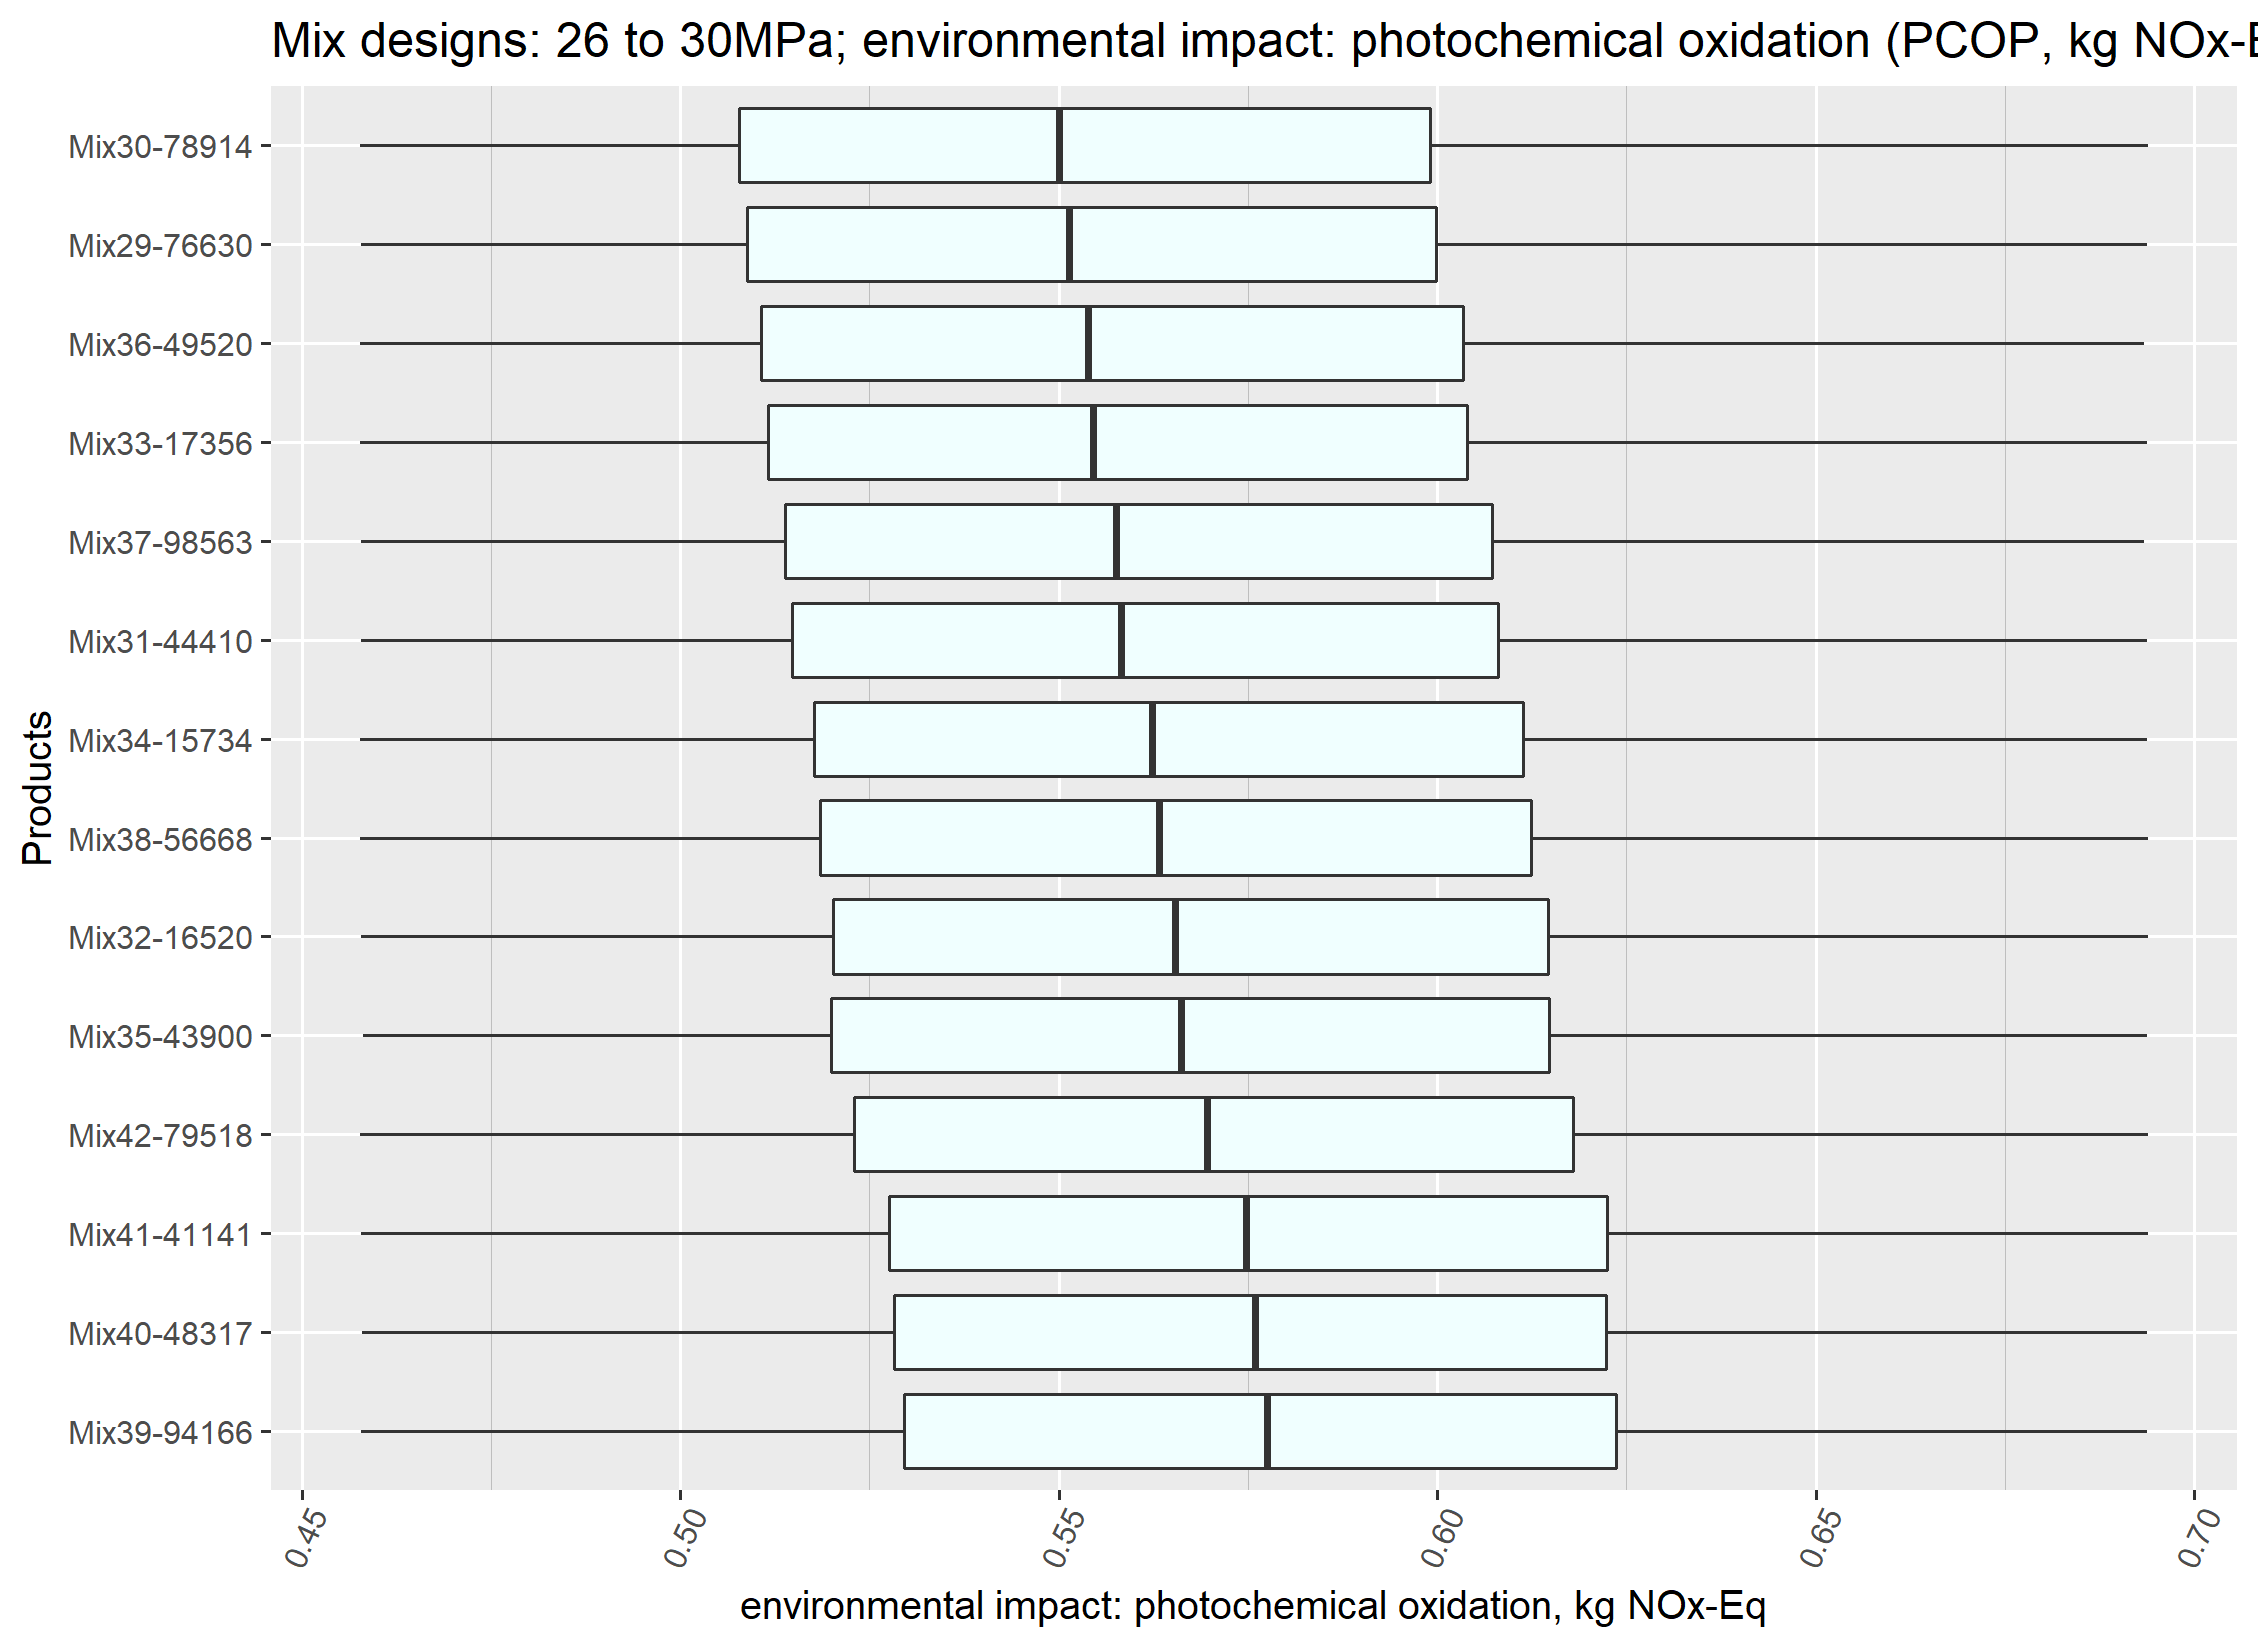 Mix designs: 26 to 30MPa; environmental impact: photochemical oxidation (PCOP, kg NOx-E
Products
Mix30-78914
Mix29-76630
Mix36-49520
Mix33-17356
Mix37-98563
Mix31-44410
Mix34-15734
Mix38-56668
Mix32-16520
Mix35-43900
Mix42-79518
Mix41-41141
Mix40-48317
Mix39-94166
0.45 0.50 0.55 0.60 0.65 0.70
environmental impact: photochemical oxidation, kg NOx-Eq